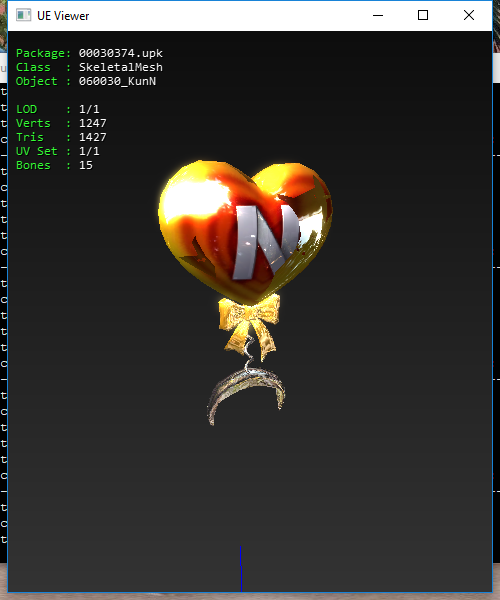 UE Viewer
Package: 00030374.upk
Class : SkeletalMesh
Object : 060030_KunN
LOD : 1/1
Verts : 1247
Tris : 1427
UV Set : 1/1
Bones : 15
N